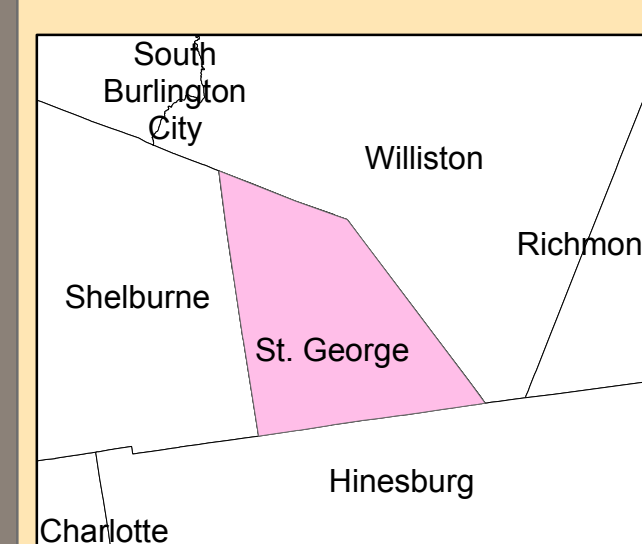 South
Burlington
City
Williston
Richmon
Shelburne
St. George
Hinesburg
Charlotte